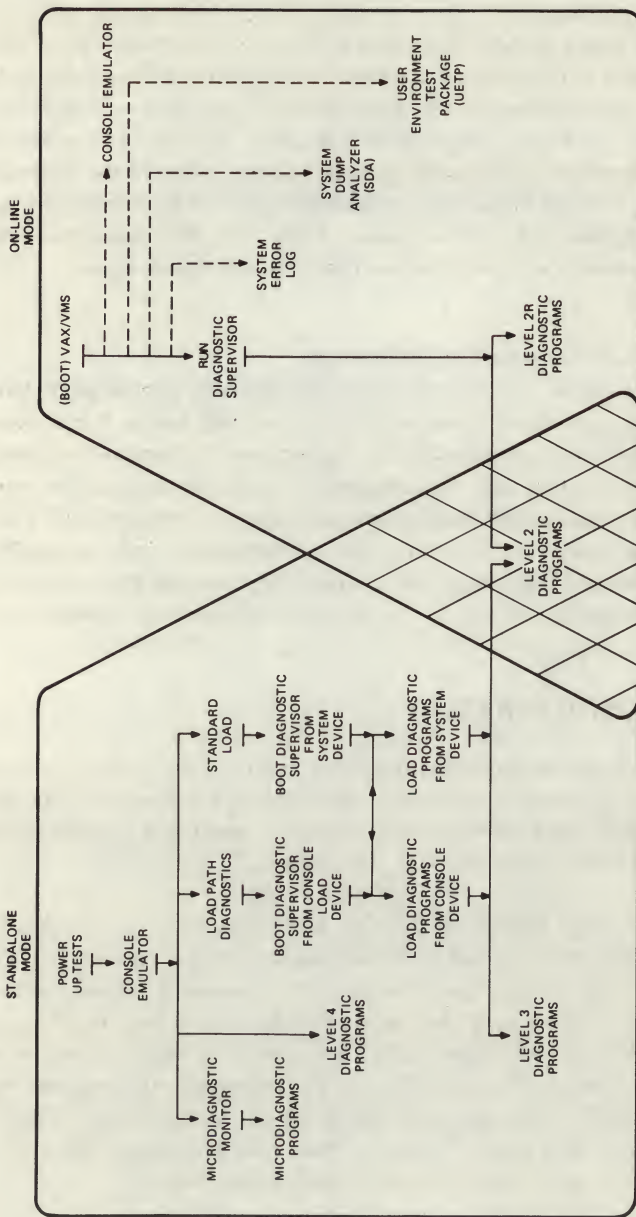 STANDALONE
MODE
POWER
UP TESTS
CONSOLE
EMULATOR
MICRODIAGNOSTIC
MONITOR
MICRODIAGNOSTIC
PROGRAMS
LEVEL 4
DIAGNOSTIC
PROGRAMS
LOAD PATH
DIAGNOSTICS
STANDARD
LOAD
BOOT DIAGNOSTIC
SUPERVISOR
FROM CONSOLE
LOAD
DEVICE
BOOT DIAGNOSTIC
SUPERVISOR
FROM
SYSTEM
DEVICE
LOAD DIAGNOSTIC
PROGRAMS
FROM CONSOLE
DEVICE
LOAD DIAGNOSTIC
PROGRAMS
FROM SYSTEM
DEVICE
LEVEL 3
DIAGNOSTIC
PROGRAMS
LEVEL 2
DIAGNOSTIC
PROGRAMS
ON-LINE
MODE
(BOOT) VAX/VMS
CONSOLE EMULATOR
RUN
DIAGNOSTIC
SUPERVISOR
SYSTEM
ERROR
LOG
SYSTEM
DUMP
ANALYZER
(SDA)
USER
ENVIRONMENT
TEST
PACKAGE
(UETP)
LEVEL 2R
DIAGNOSTIC
PROGRAMS